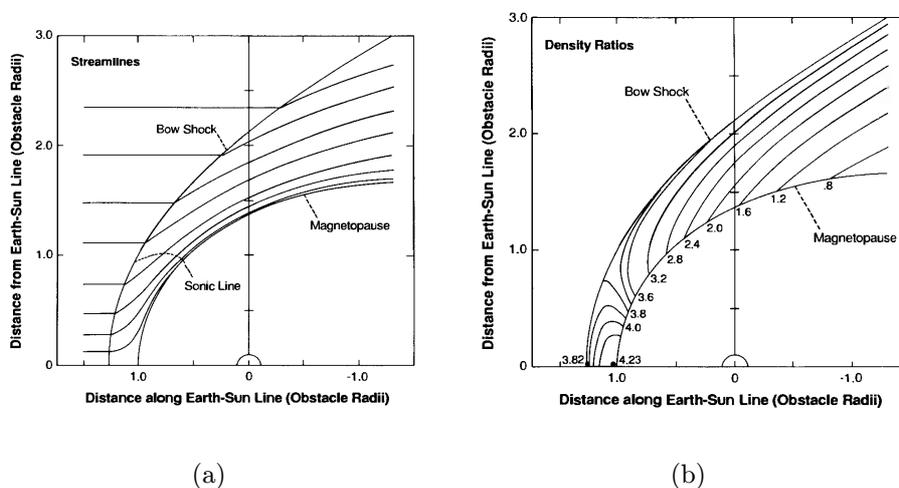 3.0
Streamlines
Bow Shock
2.0
Magnetopause
1.0
Sonic Line
0
1.0
0
-1.0
Distance from Earth-Sun Line (Obstacle Radii)
Distance along Earth-Sun Line (Obstacle Radii)
(a)
3.0
Density Ratios
Bow Shock
2.0
.8
1.2
1.6
2.0
Magnetopause
2.4
1.0
2.8
3.2
3.6
3.8
4.0
3.82
4.23
0
1.0
0
-1.0
Distance from Earth-Sun Line (Obstacle Radii)
Distance along Earth-Sun Line (Obstacle Radii)
(b)